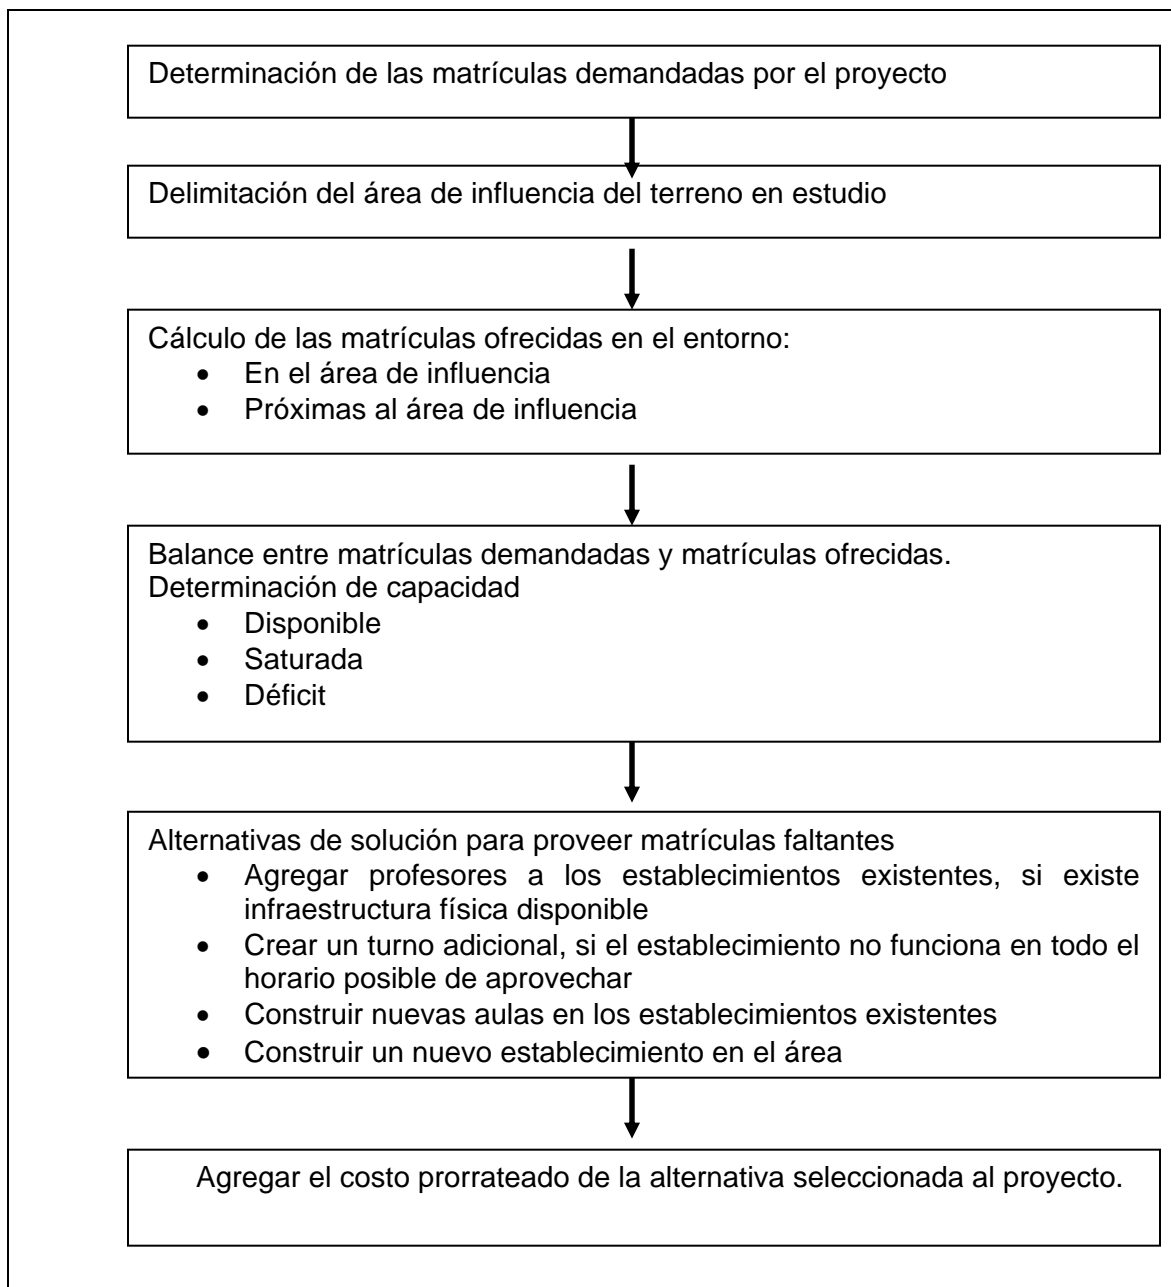 Determinación de las matrículas demandadas por el proyecto
Delimitación del área de influencia del terreno en estudio
Cálculo de las matrículas ofrecidas en el entorno:
• En el área de influencia
• Próximas al área de influencia
Balance entre matrículas demandadas y matrículas ofrecidas.
Determinación de capacidad
• Disponible
• Saturada
• Déficit
Alternativas de solución para proveer matrículas faltantes
• Agregar profesores a los establecimientos existentes, si existe
infraestructura física disponible
• Crear un turno adicional, si el establecimiento no funciona en todo el
horario posible de aprovechar
• Construir nuevas aulas en los establecimientos existentes
• Construir un nuevo establecimiento en el área
Agregar el costo prorrateado de la alternativa seleccionada al proyecto.